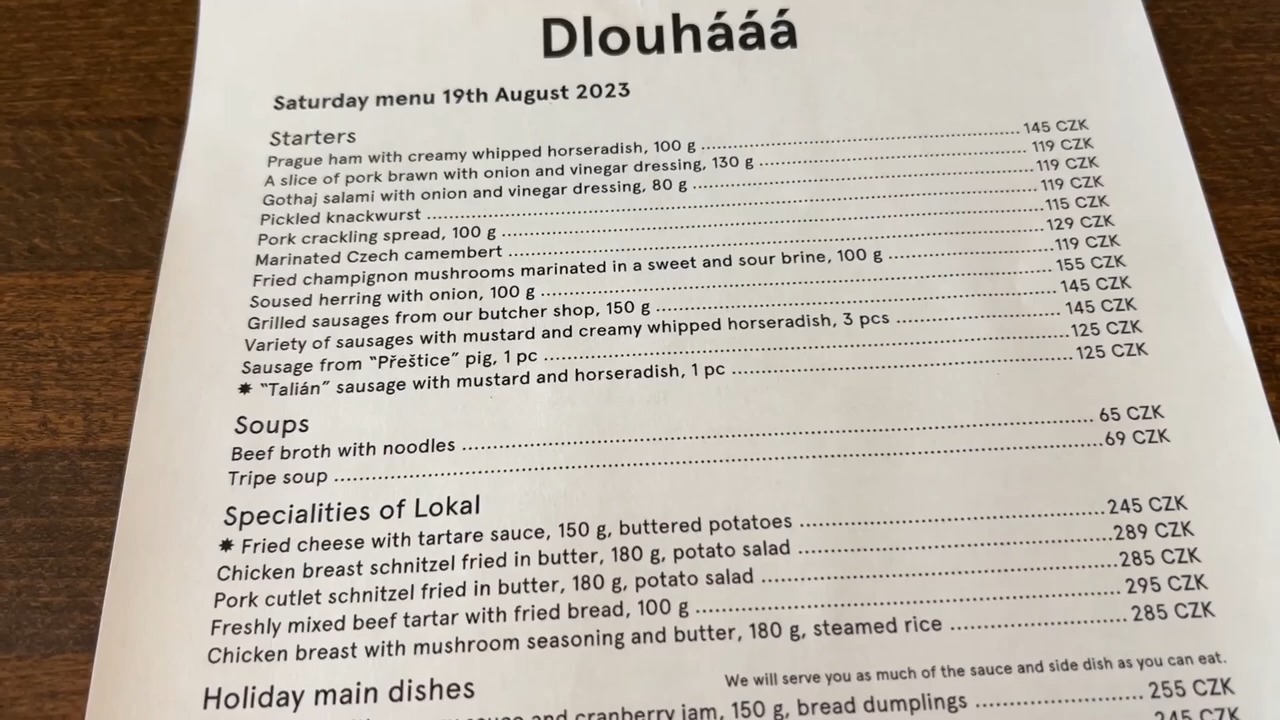 Dlouhááá
Saturday menu 19th August 2023
Starters
Prague ham with creamy whipped horseradish, 100 g ........ 145 CZK
A slice of pork brawn with onion and vinegar dressing, 130 g ........ 119 CZK
Gothaj salami with onion and vinegar dressing, 80 g ........ 119 CZK
Pickled knackwurst ........ 119 CZK
Pork crackling spread, 100 g ........ 115 CZK
Marinated Czech camembert ........ 129 CZK
Fried champignon mushrooms marinated in a sweet and sour brine, 100 g ........ 119 CZK
Soused herring with onion, 100 g ........ 155 CZK
Grilled sausages from our butcher shop, 150 g ........ 145 CZK
Variety of sausages with mustard and creamy whipped horseradish, 3 pcs ........ 145 CZK
Sausage from “Přeštice” pig, 1 pc ........ 125 CZK
✸ “Talián” sausage with mustard and horseradish, 1 pc ........ 125 CZK
Soups
Beef broth with noodles ........ 65 CZK
Tripe soup ........ 69 CZK
Specialities of Lokal
✸ Fried cheese with tartare sauce, 150 g, buttered potatoes ........ 245 CZK
Chicken breast schnitzel fried in butter, 180 g, potato salad ........ 289 CZK
Pork cutlet schnitzel fried in butter, 180 g, potato salad ........ 285 CZK
Freshly mixed beef tartar with fried bread, 100 g ........ 295 CZK
Chicken breast with mushroom seasoning and butter, 180 g, steamed rice ........ 285 CZK
We will serve you as much of the sauce and side dish as you can eat.
Holiday main dishes
and cranberry jam, 150 g, bread dumplings ........ 255 CZK
245 CZK